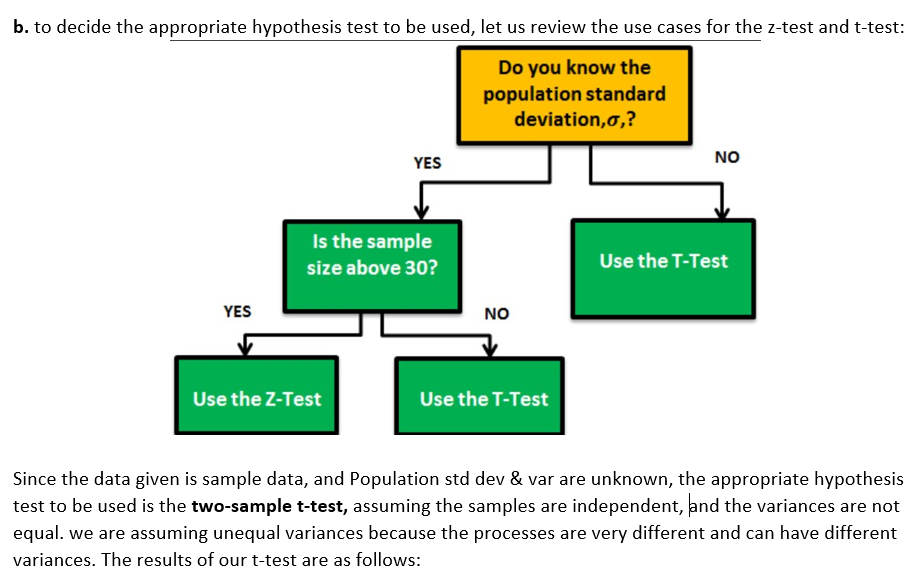 b. to decide the appropriate hypothesis test to be used, let us review the use cases for the z-test and t-test:
Do you know the
population standard
deviation,σ,?
YES
NO
Is the sample
size above 30?
Use the T-Test
YES
NO
Use the Z-Test
Use the T-Test
Since the data given is sample data, and Population std dev & var are unknown, the appropriate hypothesis
test to be used is the two-sample t-test, assuming the samples are independent, and the variances are not
equal. we are assuming unequal variances because the processes are very different and can have different
variances. The results of our t-test are as follows: